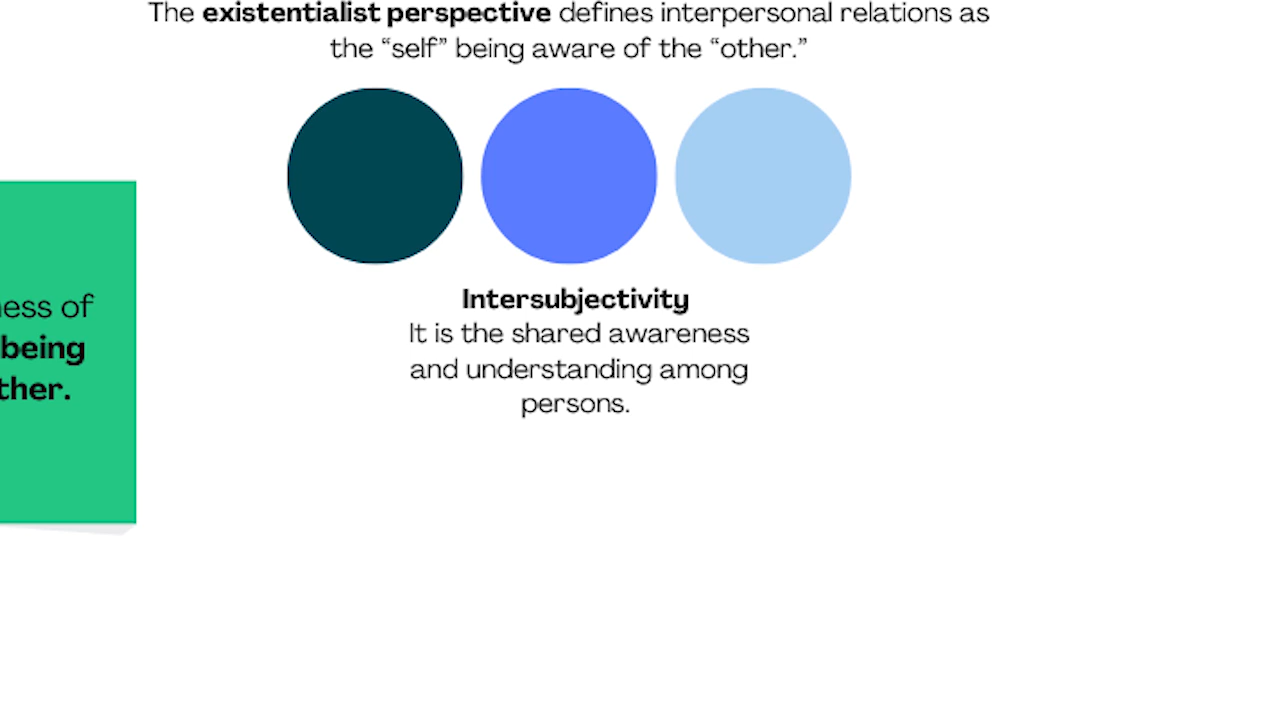 The existentialist perspective defines interpersonal relations as
the “self” being aware of the “other.”
of
being
Intersubjectivity
It is the shared awareness
and understanding among
persons.